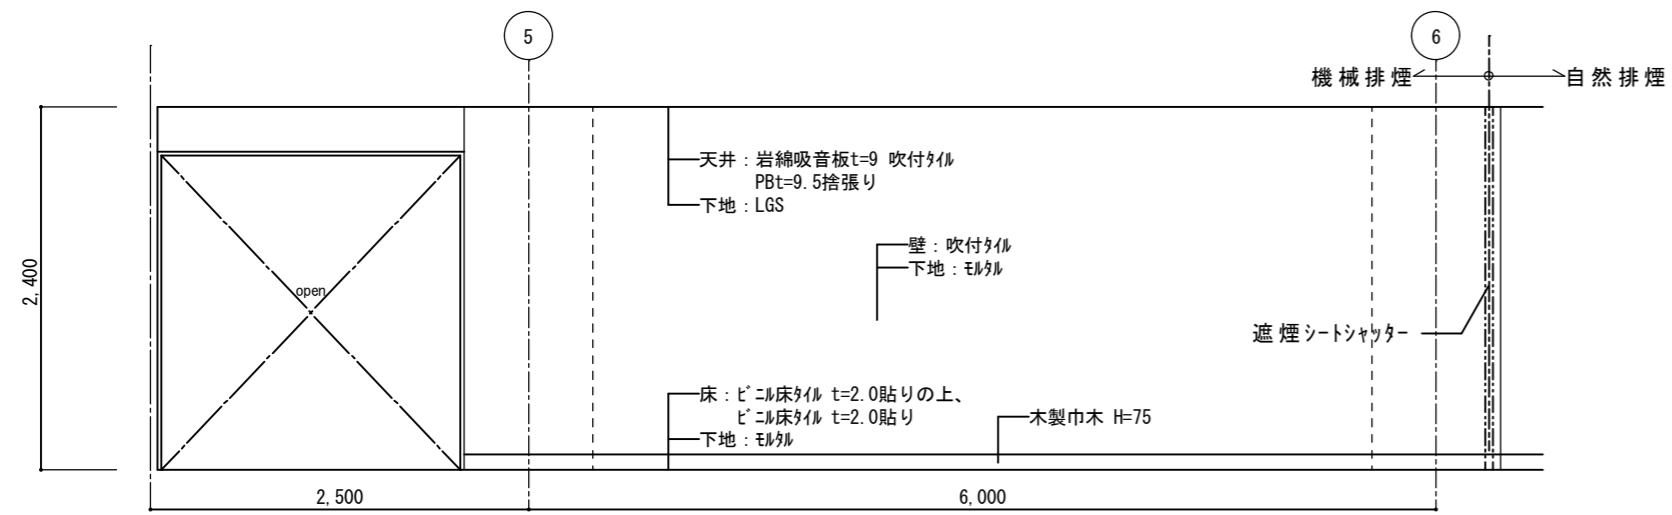 5
6
機械排煙
自然排煙
天井：岩綿吸音板t=9 吹付ﾀｲﾙ
PBt=9.5捨張り
下地：LGS
壁：吹付ﾀｲﾙ
下地：ﾓﾙﾀﾙ
2,400
open
遮煙ｼｰﾄｼｬｯﾀｰ
床：ﾋﾞﾆﾙ床ﾀｲﾙ t=2.0貼りの上、
ﾋﾞﾆﾙ床ﾀｲﾙ t=2.0貼り
下地：ﾓﾙﾀﾙ
木製巾木 H=75
2,500
6,000